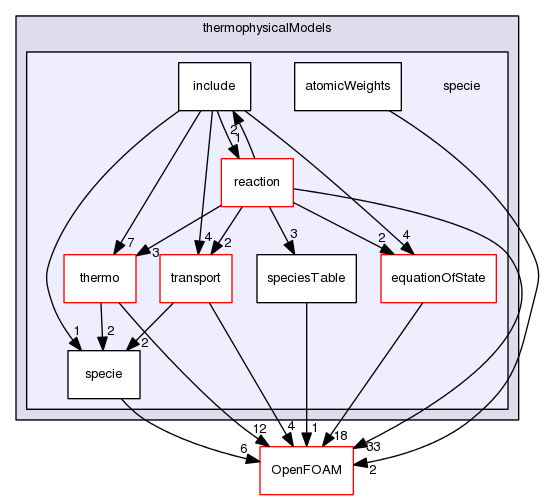 thermophysicalModels
include
atomicWeights
specie
2
1
reaction
7
3
4
2
3
2
4
thermo
transport
speciesTable
equationOfState
1
2
2
specie
6
12
4
1
18
33
2
OpenFOAM